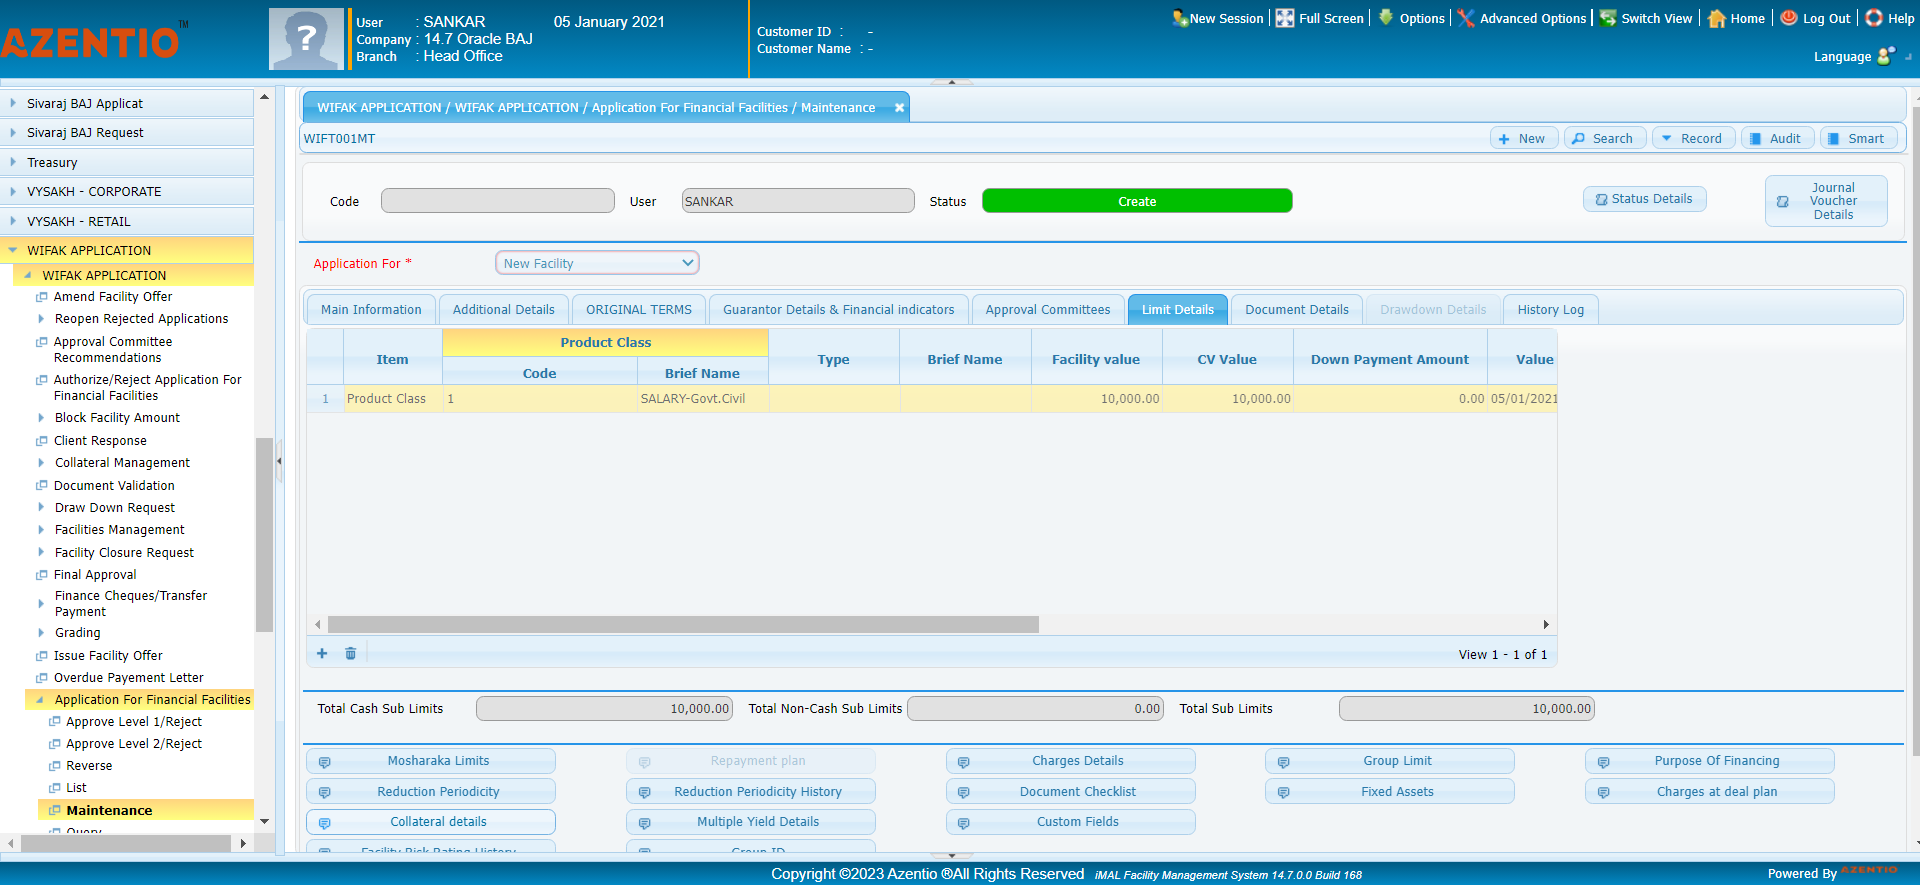 AZENTIO™
User : SANKAR 05 January 2021
Company : 14.7 Oracle BAJ
Branch : Head Office
Customer ID : -
Customer Name : -
New Session Full Screen Options Advanced Options Switch View Home Log Out Help
Language
Sivaraj BAJ Applicat
Sivaraj BAJ Request
Treasury
VYSAKH - CORPORATE
VYSAKH - RETAIL
WIFAK APPLICATION
WIFAK APPLICATION
Amend Facility Offer
Reopen Rejected Applications
Approval Committee
Recommendations
Authorize/Reject Application For
Financial Facilities
Block Facility Amount
Client Response
Collateral Management
Document Validation
Draw Down Request
Facilities Management
Facility Closure Request
Final Approval
Finance Cheques/Transfer
Payment
Grading
Issue Facility Offer
Overdue Payement Letter
Application For Financial Facilities
Approve Level 1/Reject
Approve Level 2/Reject
Reverse
List
Maintenance
Query
WIFAK APPLICATION / WIFAK APPLICATION / Application For Financial Facilities / Maintenance
WIFT001MT
New Search Record Audit Smart
Code User SANKAR Status Create
Status Details
Journal
Voucher
Details
Application For * New Facility
Main Information Additional Details ORIGINAL TERMS Guarantor Details & Financial indicators Approval Committees Limit Details Document Details Drawdown Details History Log
Item Product Class Type Brief Name Facility value CV Value Down Payment Amount Value
Code Brief Name
1 Product Class 1 SALARY-Govt.Civil 10,000.00 10,000.00 0.00 05/01/2021
View 1 - 1 of 1
Total Cash Sub Limits 10,000.00 Total Non-Cash Sub Limits 0.00 Total Sub Limits 10,000.00
Mosharaka Limits Repayment plan Charges Details Group Limit Purpose Of Financing
Reduction Periodicity Reduction Periodicity History Document Checklist Fixed Assets Charges at deal plan
Collateral details Multiple Yield Details Custom Fields
Facility Risk Rating History Group ID
Copyright ©2023 Azentio ®All Rights Reserved iMAL Facility Management System 14.7.0.0 Build 168
Powered By AZENTIO